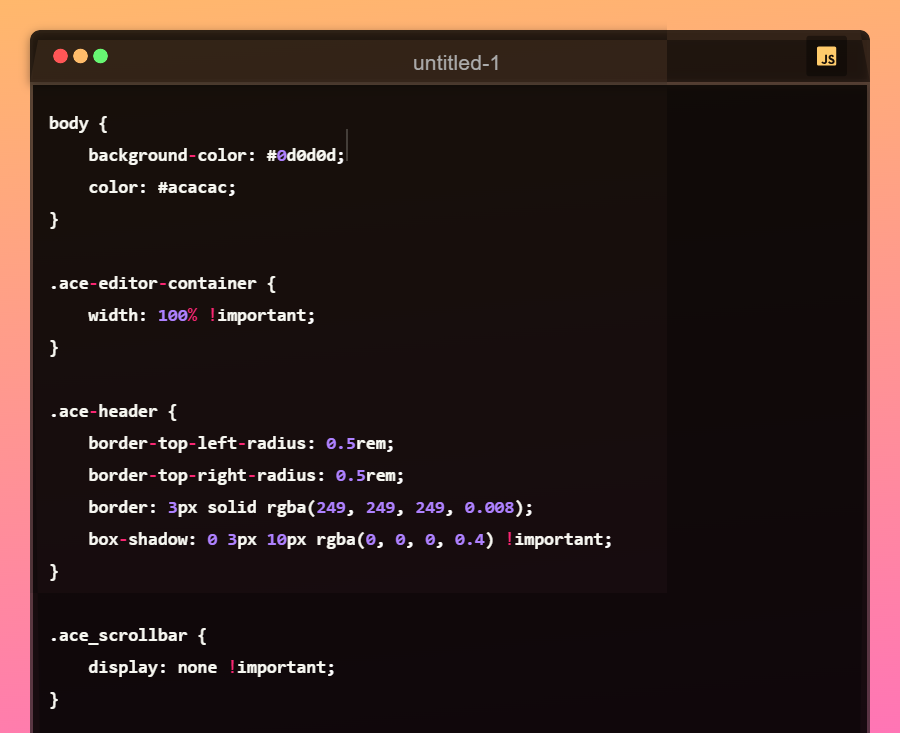 untitled-1
JS
body {
    background-color: #0d0d0d;
    color: #acacac;
}

.ace-editor-container {
    width: 100% !important;
}

.ace-header {
    border-top-left-radius: 0.5rem;
    border-top-right-radius: 0.5rem;
    border: 3px solid rgba(249, 249, 249, 0.008);
    box-shadow: 0 3px 10px rgba(0, 0, 0, 0.4) !important;
}

.ace_scrollbar {
    display: none !important;
}